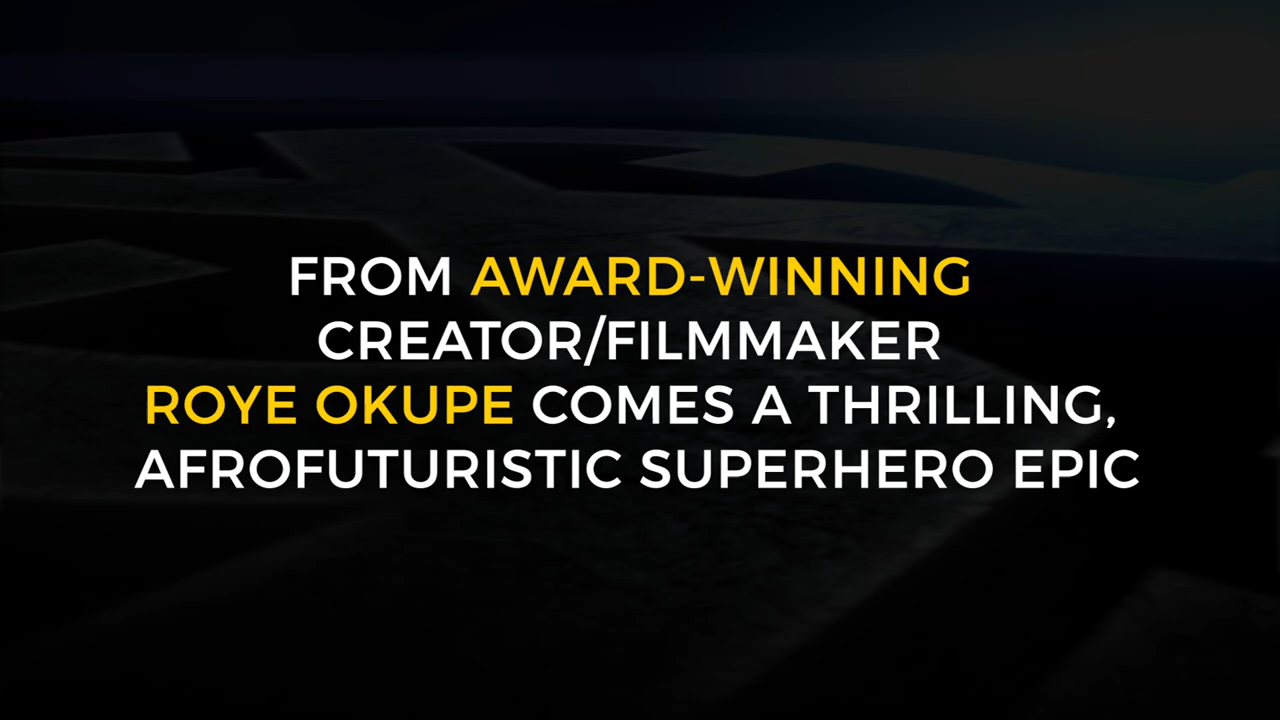 FROM AWARD-WINNING
CREATOR/FILMMAKER
ROYE OKUPE COMES A THRILLING,
AFROFUTURISTIC SUPERHERO EPIC